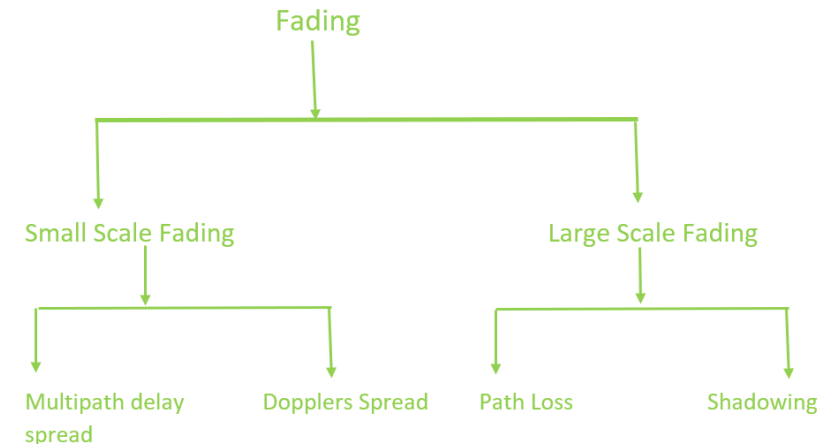 Fading
Small Scale Fading
Large Scale Fading
Multipath delay
spread
Dopplers Spread
Path Loss
Shadowing